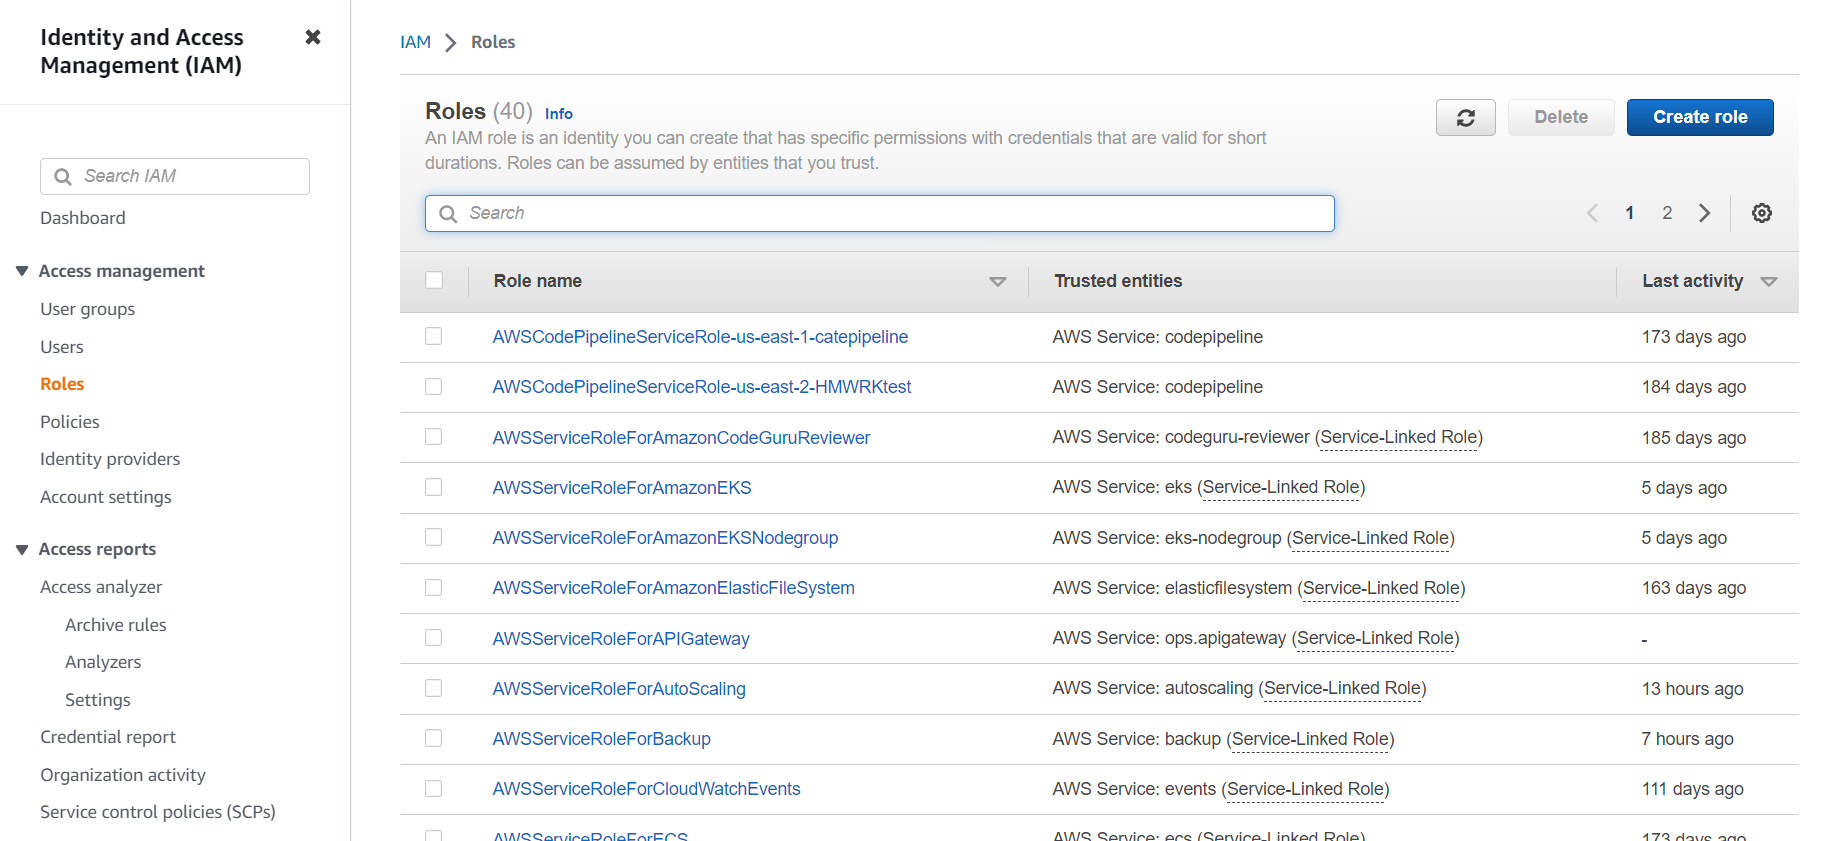 Identity and Access
Management (IAM)
Search IAM
Dashboard
Access management
User groups
Users
Roles
Policies
Identity providers
Account settings
Access reports
Access analyzer
Archive rules
Analyzers
Settings
Credential report
Organization activity
Service control policies (SCPs)
IAM Roles
Roles (40) Info
An IAM role is an identity you can create that has specific permissions with credentials that are valid for short
durations. Roles can be assumed by entities that you trust.
Delete Create role
Search
1 2
Role name Trusted entities Last activity
AWSCodePipelineServiceRole-us-east-1-catepipeline AWS Service: codepipeline 173 days ago
AWSCodePipelineServiceRole-us-east-2-HMWRKtest AWS Service: codepipeline 184 days ago
AWSServiceRoleForAmazonCodeGuruReviewer AWS Service: codeguru-reviewer (Service-Linked Role) 185 days ago
AWSServiceRoleForAmazonEKS AWS Service: eks (Service-Linked Role) 5 days ago
AWSServiceRoleForAmazonEKSNodegroup AWS Service: eks-nodegroup (Service-Linked Role) 5 days ago
AWSServiceRoleForAmazonElasticFileSystem AWS Service: elasticfilesystem (Service-Linked Role) 163 days ago
AWSServiceRoleForAPIGateway AWS Service: ops.apigateway (Service-Linked Role) -
AWSServiceRoleForAutoScaling AWS Service: autoscaling (Service-Linked Role) 13 hours ago
AWSServiceRoleForBackup AWS Service: backup (Service-Linked Role) 7 hours ago
AWSServiceRoleForCloudWatchEvents AWS Service: events (Service-Linked Role) 111 days ago
AWSServiceRoleForECS AWS Service: ecs (Service-Linked Role) 173 days ago